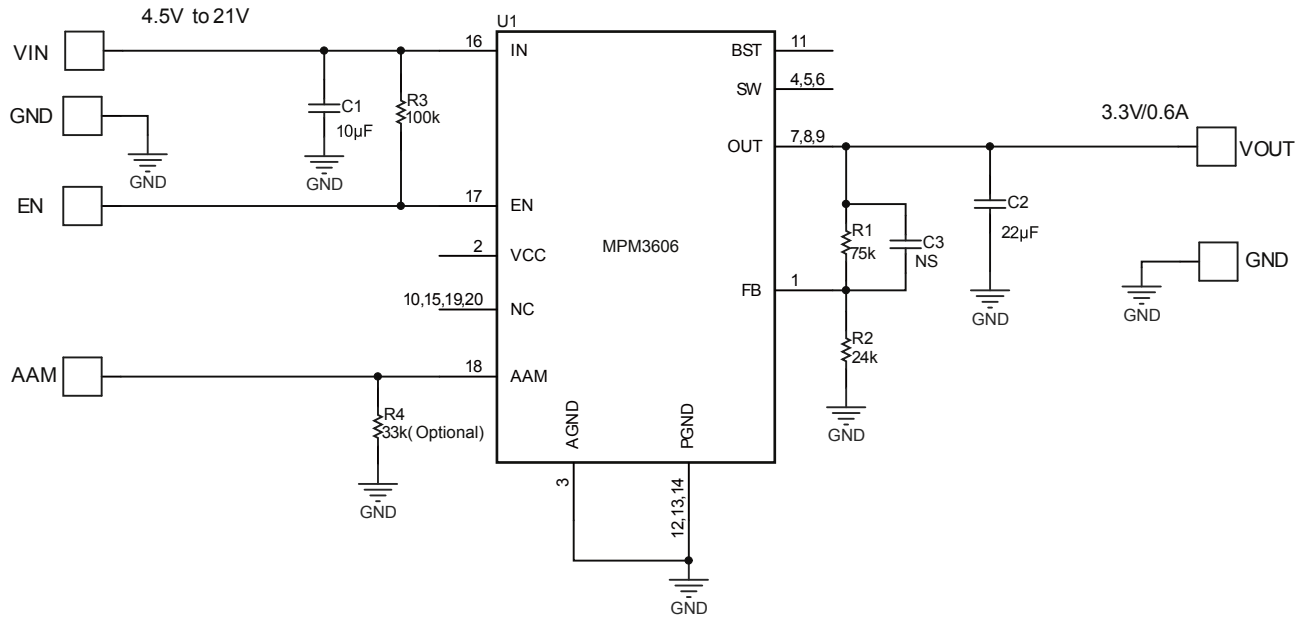 4.5V to 21V
U1
VIN
16
IN
BST
11
GND
R3
100k
C1
10µF
SW
4,5,6
3.3V/0.6A
OUT
7,8,9
VOUT
GND
GND
EN
17
EN
R1
75k
C3
NS
C2
22µF
2
VCC
MPM3606
GND
FB
1
10,15,19,20
NC
GND
GND
R2
24k
AAM
18
AAM
R4
33k( Optional)
AGND
PGND
GND
3
12,13,14
GND
GND